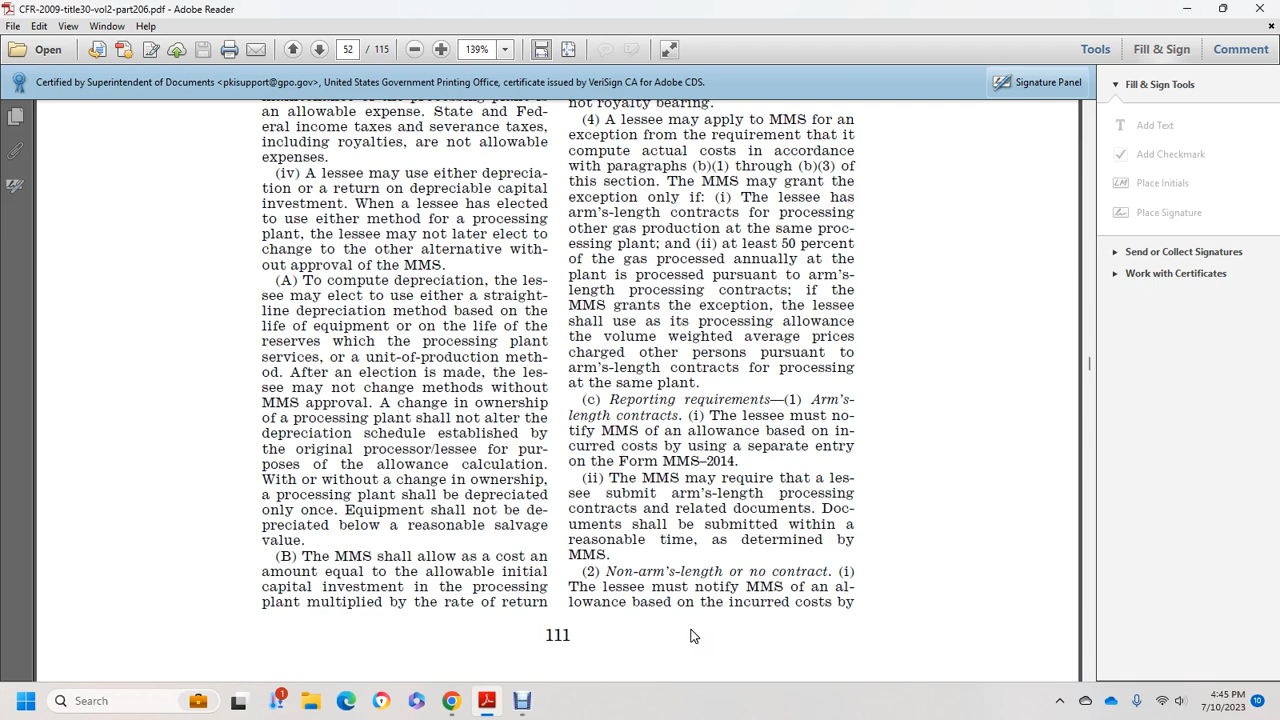 CFR-2009-title30-vol2-part206.pdf - Adobe Reader
File Edit View Window Help
Open
52 / 115
139%
Tools
Fill & Sign
Comment
Certified by Superintendent of Documents <pkisupport@gpo.gov>, United States Government Printing Office, certificate issued by VeriSign CA for Adobe CDS.
Signature Panel
an allowable expense. State and Fed-
eral income taxes and severance taxes,
including royalties, are not allowable
expenses.
(iv) A lessee may use either deprecia-
tion or a return on depreciable capital
investment. When a lessee has elected
to use either method for a processing
plant, the lessee may not later elect to
change to the other alternative with-
out approval of the MMS.
(A) To compute depreciation, the les-
see may elect to use either a straight-
line depreciation method based on the
life of equipment or on the life of the
reserves which the processing plant
services, or a unit-of-production meth-
od. After an election is made, the les-
see may not change methods without
MMS approval. A change in ownership
of a processing plant shall not alter the
depreciation schedule established by
the original processor/lessee for pur-
poses of the allowance calculation.
With or without a change in ownership,
a processing plant shall be depreciated
only once. Equipment shall not be de-
preciated below a reasonable salvage
value.
(B) The MMS shall allow as a cost an
amount equal to the allowable initial
capital investment in the processing
plant multiplied by the rate of return
not royalty bearing.
(4) A lessee may apply to MMS for an
exception from the requirement that it
compute actual costs in accordance
with paragraphs (b)(1) through (b)(3) of
this section. The MMS may grant the
exception only if: (i) The lessee has
arm's-length contracts for processing
other gas production at the same proc-
essing plant; and (ii) at least 50 percent
of the gas processed annually at the
plant is processed pursuant to arm's-
length processing contracts; if the
MMS grants the exception, the lessee
shall use as its processing allowance
the volume weighted average prices
charged other persons pursuant to
arm's-length contracts for processing
at the same plant.
(c) Reporting requirements—(1) Arm's-
length contracts. (i) The lessee must no-
tify MMS of an allowance based on in-
curred costs by using a separate entry
on the Form MMS–2014.
(ii) The MMS may require that a les-
see submit arm's-length processing
contracts and related documents. Doc-
uments shall be submitted within a
reasonable time, as determined by
MMS.
(2) Non-arm's-length or no contract. (i)
The lessee must notify MMS of an al-
lowance based on the incurred costs by
111
Fill & Sign Tools
Add Text
Add Checkmark
Place Initials
Place Signature
Send or Collect Signatures
Work with Certificates
Search
1
4:45 PM
7/10/2023
10